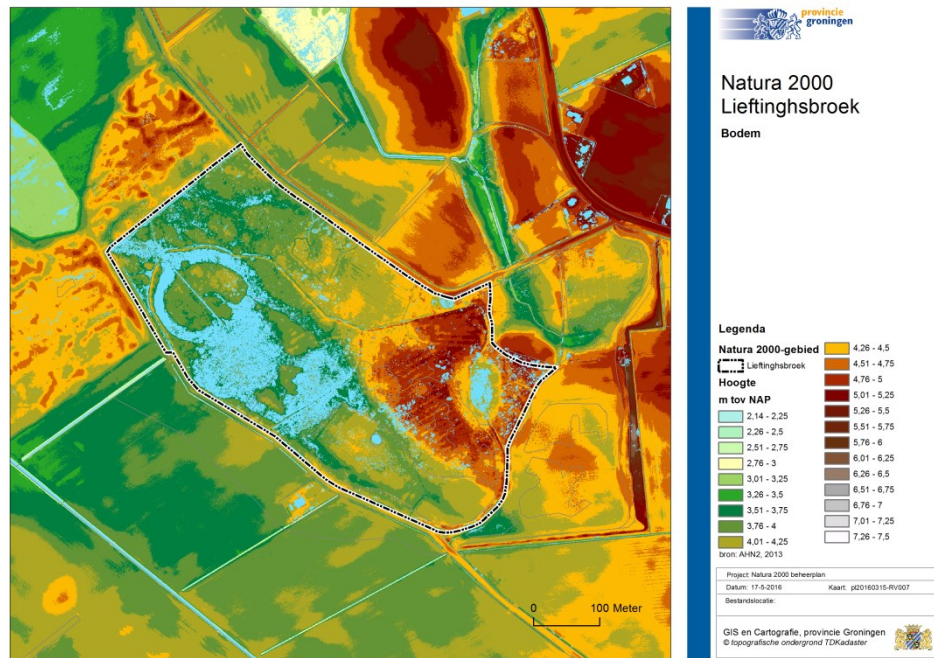 provincie
groningen
Natura 2000
Lieftinghsbroek
Bodem
Legenda
Natura 2000-gebied
Lieftinghsbroek
Hoogte
m tov NAP
2,14 - 2,25
2,26 - 2,5
2,51 - 2,75
2,76 - 3
3,01 - 3,25
3,26 - 3,5
3,51 - 3,75
3,76 - 4
4,01 - 4,25
4,26 - 4,5
4,51 - 4,75
4,76 - 5
5,01 - 5,25
5,26 - 5,5
5,51 - 5,75
5,76 - 6
6,01 - 6,25
6,26 - 6,5
6,51 - 6,75
6,76 - 7
7,01 - 7,25
7,26 - 7,5
bron: AHN2, 2013
0 100 Meter
Project: Natura 2000 beheerplan
Datum: 17-5-2016 Kaart: pl20160315-RV007
Bestandslocatie:
GIS en Cartografie, provincie Groningen
© topografische ondergrond TDKadaster